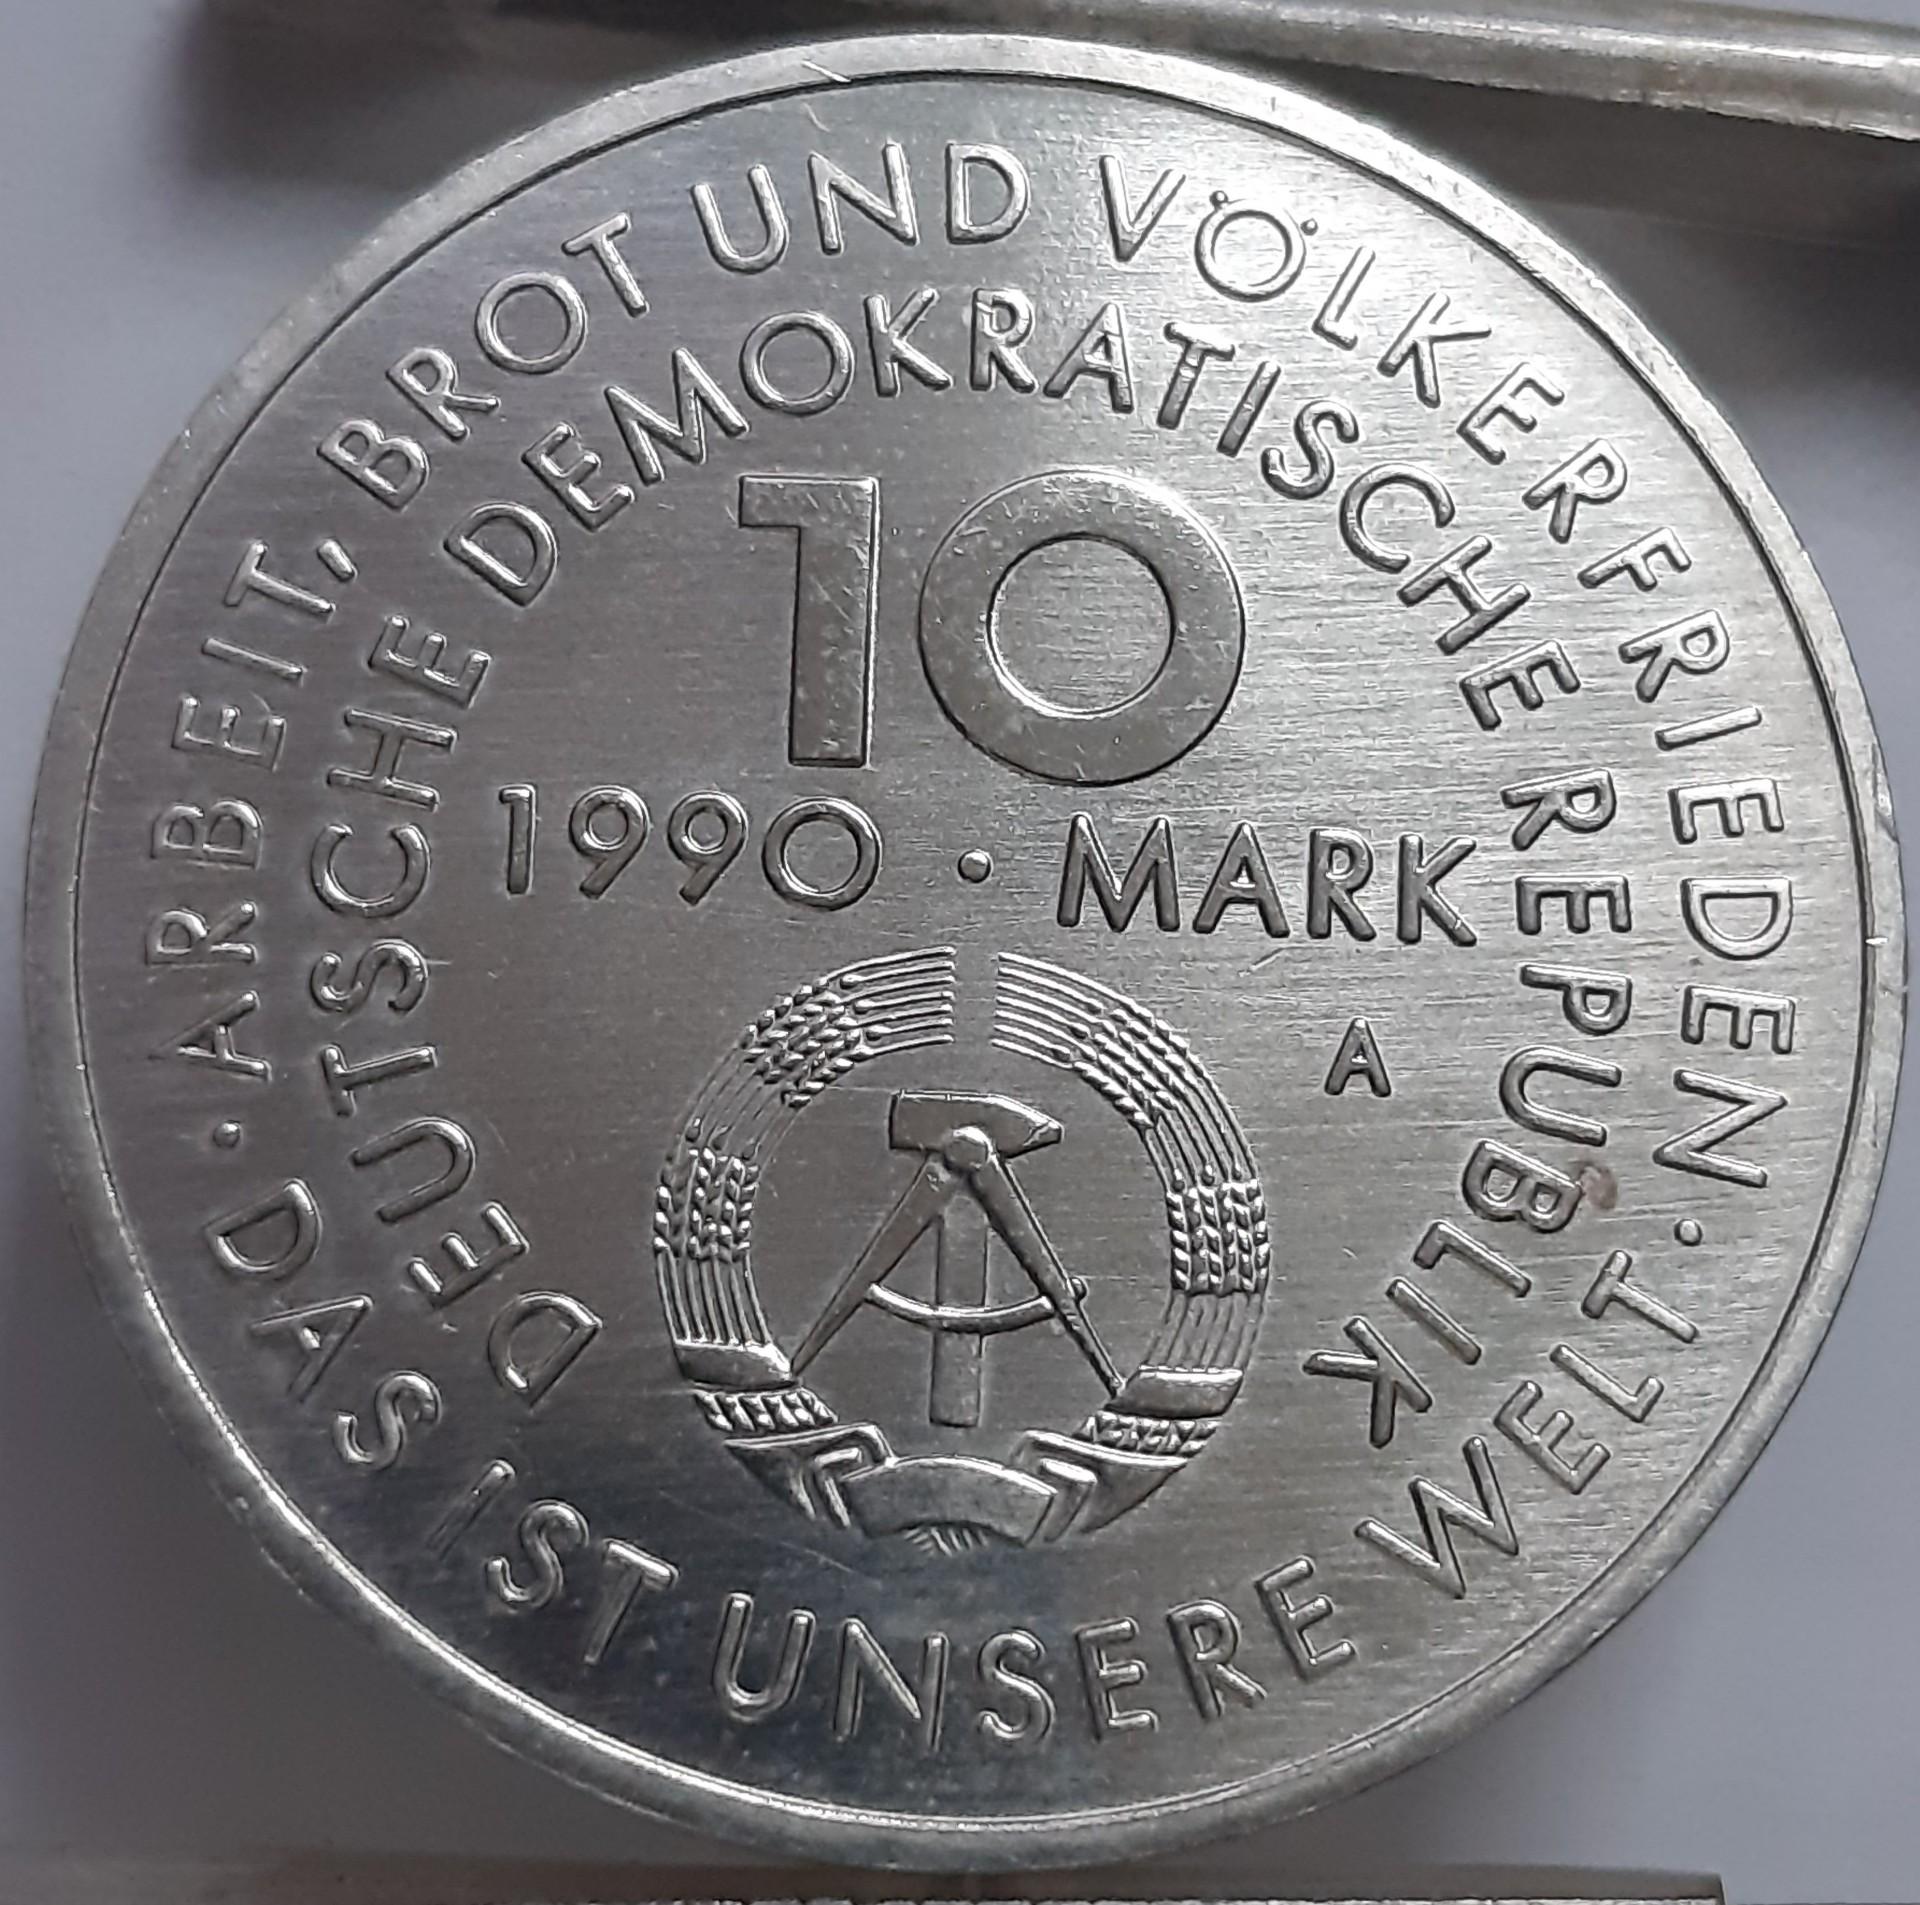 · ARBEIT, BROT UND VÖLKERFRIEDEN ·
DAS IST UNSERE WELT
DEUTSCHE DEMOKRATISCHE REPUBLIK
10
1990 · MARK
A